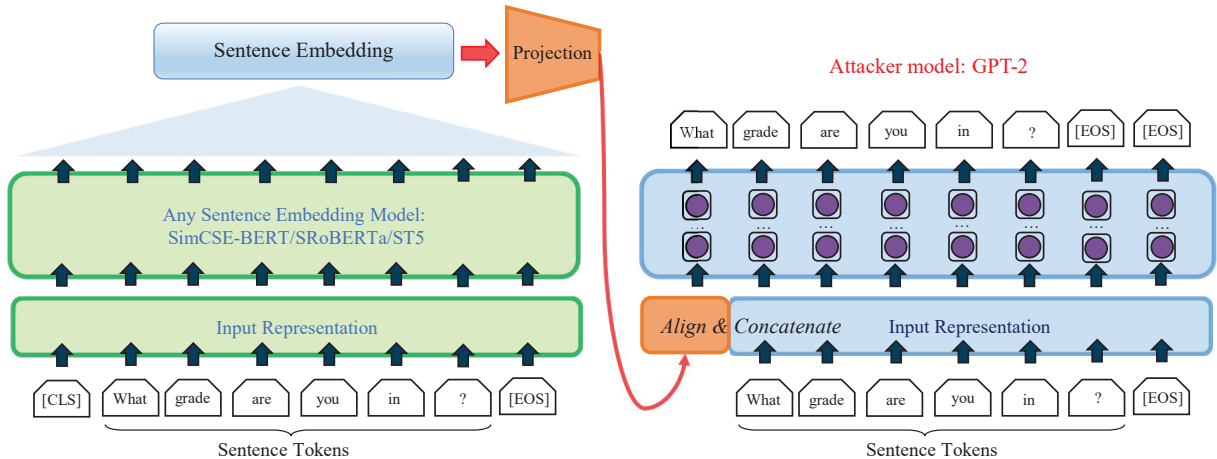 Sentence Embedding
Projection
Any Sentence Embedding Model:
SimCSE-BERT/SRoBERTa/ST5
Input Representation
[CLS] What grade are you in ? [EOS]
Sentence Tokens
Attacker model: GPT-2
What grade are you in ? [EOS] [EOS]
... ... ... ... ... ... ... ...
Align & Concatenate Input Representation
What grade are you in ? [EOS]
Sentence Tokens